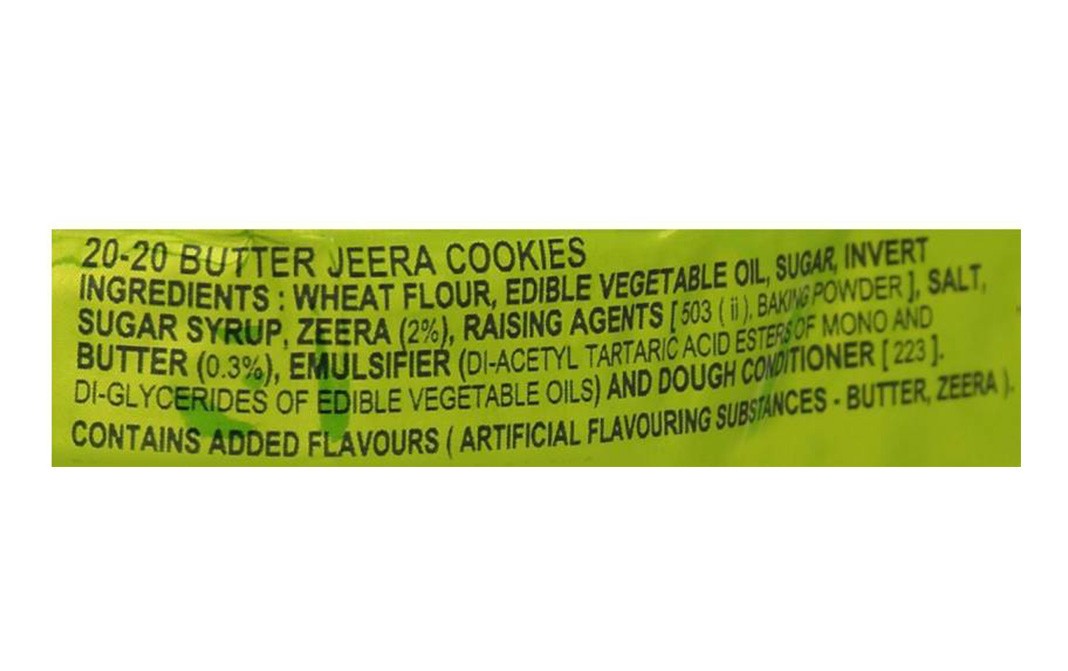 20-20 BUTTER JEERA COOKIES
INGREDIENTS : WHEAT FLOUR, EDIBLE VEGETABLE OIL, SUGAR, INVERT
SUGAR SYRUP, ZEERA (2%), RAISING AGENTS [ 503 ( ii ), BAKING POWDER ], SALT,
BUTTER (0.3%), EMULSIFIER (DI-ACETYL TARTARIC ACID ESTERS OF MONO AND
DI-GLYCERIDES OF EDIBLE VEGETABLE OILS) AND DOUGH CONDITIONER [ 223 ].
CONTAINS ADDED FLAVOURS ( ARTIFICIAL FLAVOURING SUBSTANCES - BUTTER, ZEERA ).